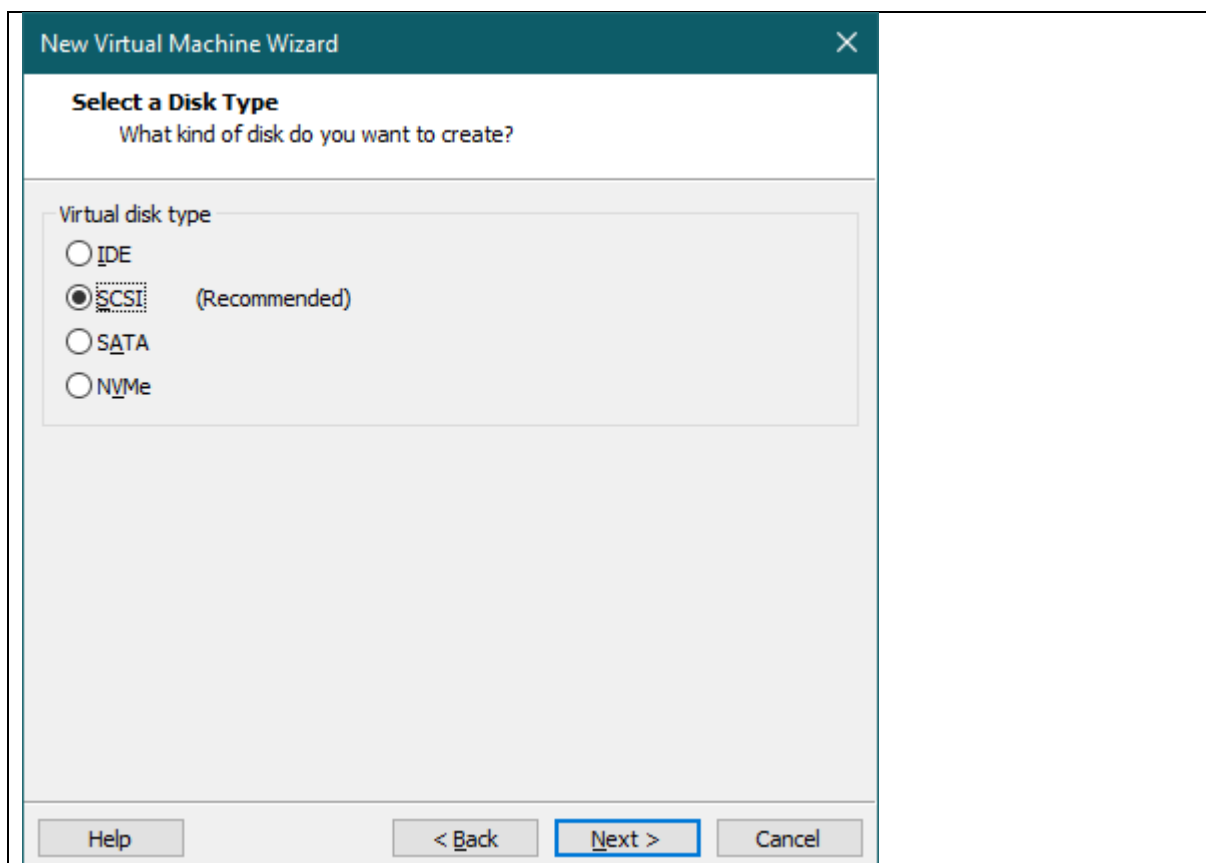 New Virtual Machine Wizard
Select a Disk Type
What kind of disk do you want to create?
Virtual disk type
IDE
SCSI (Recommended)
SATA
NVMe
Help < Back Next > Cancel